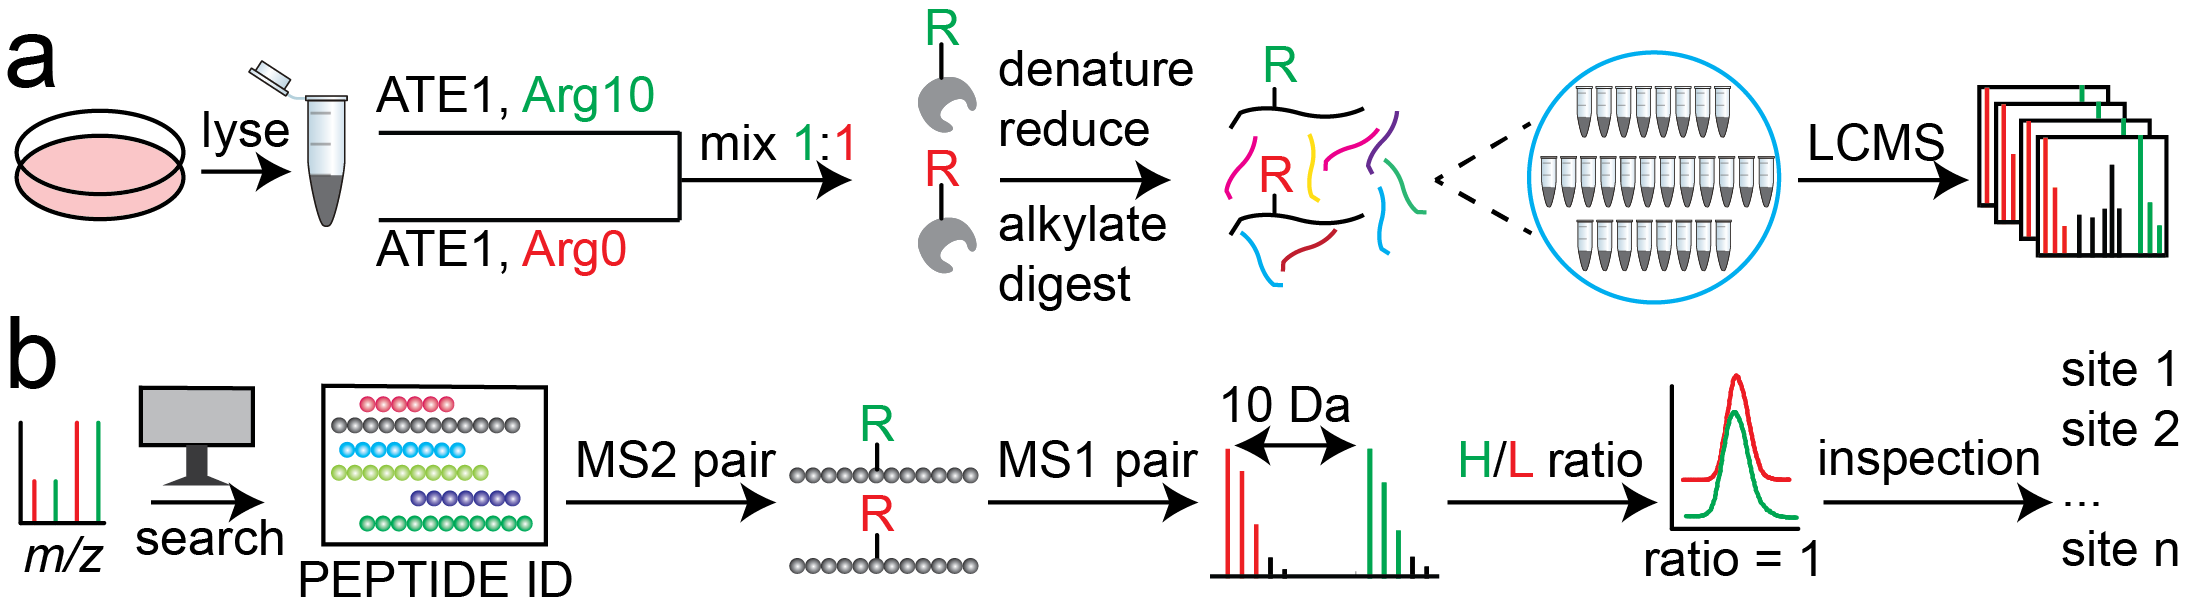 a
lyse
ATE1, Arg10
ATE1, Arg0
mix 1:1
R
R
denature
reduce
alkylate
digest
R
R
LCMS
b
m/z
search
PEPTIDE ID
MS2 pair
R
R
MS1 pair
10 Da
H/L ratio
ratio = 1
inspection
site 1
site 2
...
site n